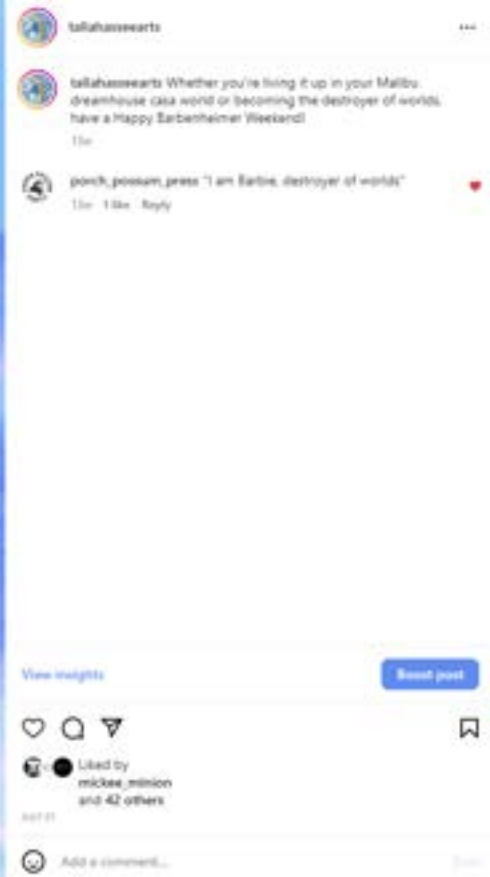 tallahasseearts
tallahasseearts Whether you're living it up in your Malibu
dreamhouse casa world or becoming the destroyer of worlds,
have a Happy Barbenheimer Weekend!
porch_possum_press "I am Barbie, destroyer of worlds"
1 like Reply
View insights
Boost post
Liked by
mickee_minion
and 42 others
Add a comment...